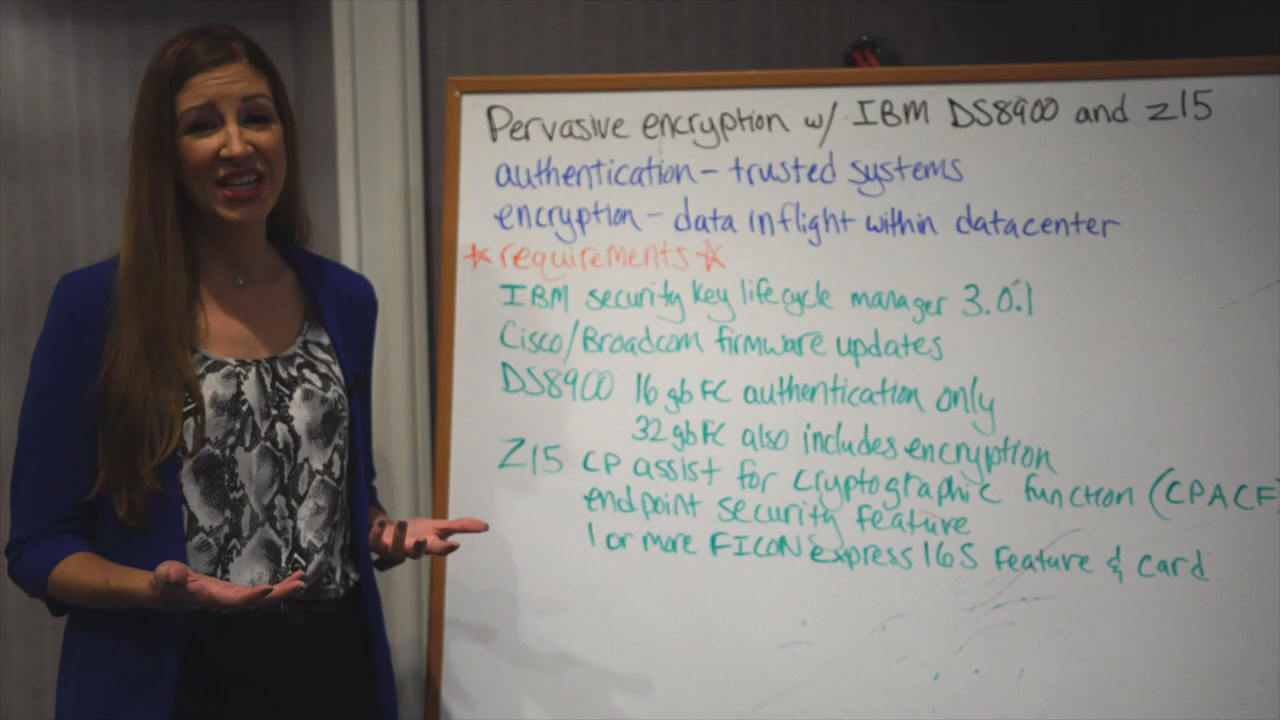 Pervasive encryption w/ IBM DS8900 and z15
authentication - trusted systems
encryption - data inflight within datacenter
*requirements*
IBM security key lifecycle manager 3.0.1
Cisco/Broadcom firmware updates
DS8900 16 gb FC authentication only
32 gb FC also includes encryption
Z15 CP assist for cryptographic function (CPACF)
endpoint security feature
1 or more FICON express 16S feature & card